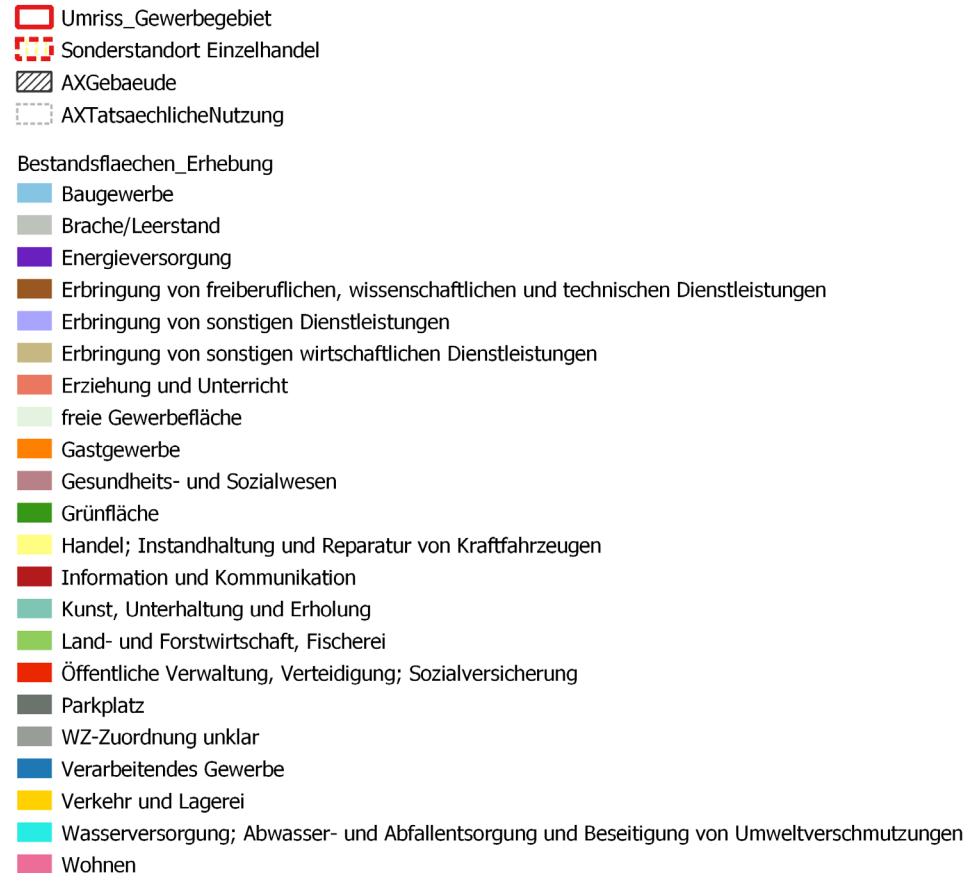 Umriss_Gewerbegebiet
Sonderstandort Einzelhandel
AXGebaeude
AXTatsaechlicheNutzung
Bestandsflaechen_Erhebung
Baugewerbe
Brache/Leerstand
Energieversorgung
Erbringung von freiberuflichen, wissenschaftlichen und technischen Dienstleistungen
Erbringung von sonstigen Dienstleistungen
Erbringung von sonstigen wirtschaftlichen Dienstleistungen
Erziehung und Unterricht
freie Gewerbefläche
Gastgewerbe
Gesundheits- und Sozialwesen
Grünfläche
Handel; Instandhaltung und Reparatur von Kraftfahrzeugen
Information und Kommunikation
Kunst, Unterhaltung und Erholung
Land- und Forstwirtschaft, Fischerei
Öffentliche Verwaltung, Verteidigung; Sozialversicherung
Parkplatz
WZ-Zuordnung unklar
Verarbeitendes Gewerbe
Verkehr und Lagerei
Wasserversorgung; Abwasser- und Abfallentsorgung und Beseitigung von Umweltverschmutzungen
Wohnen